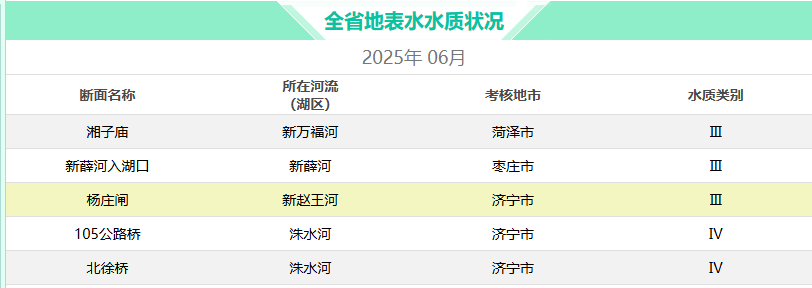 全省地表水水质状况
2025年 06月
断面名称 所在河流（湖区） 考核地市 水质类别
湘子庙 新万福河 菏泽市 Ⅲ
新薛河入湖口 新薛河 枣庄市 Ⅲ
杨庄闸 新赵王河 济宁市 Ⅲ
105公路桥 洙水河 济宁市 Ⅳ
北徐桥 洙水河 济宁市 Ⅳ